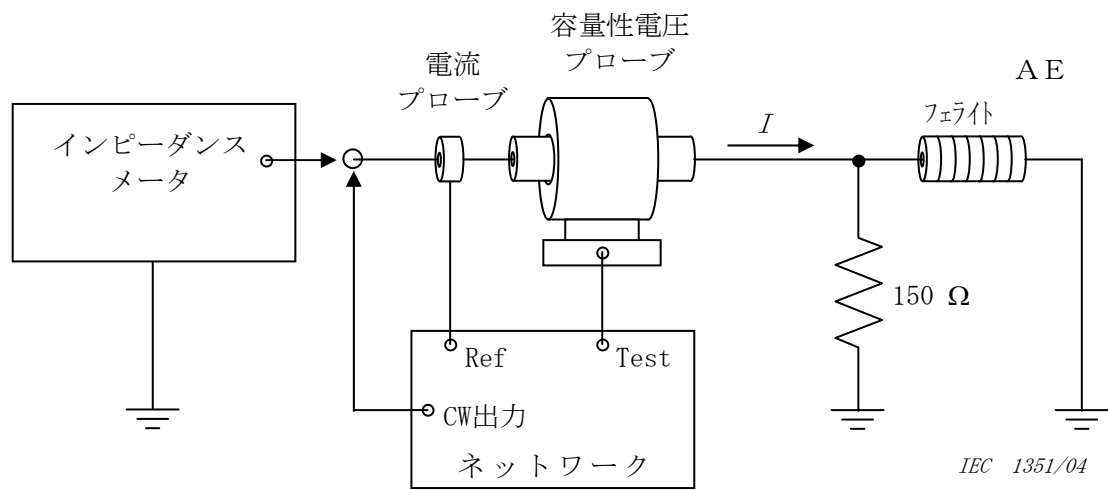 容量性電圧
プローブ
電流
プローブ
AE
フェライト
I
インピーダンス
メータ
150 Ω
Ref
Test
CW出力
ネットワーク
IEC 1351/04